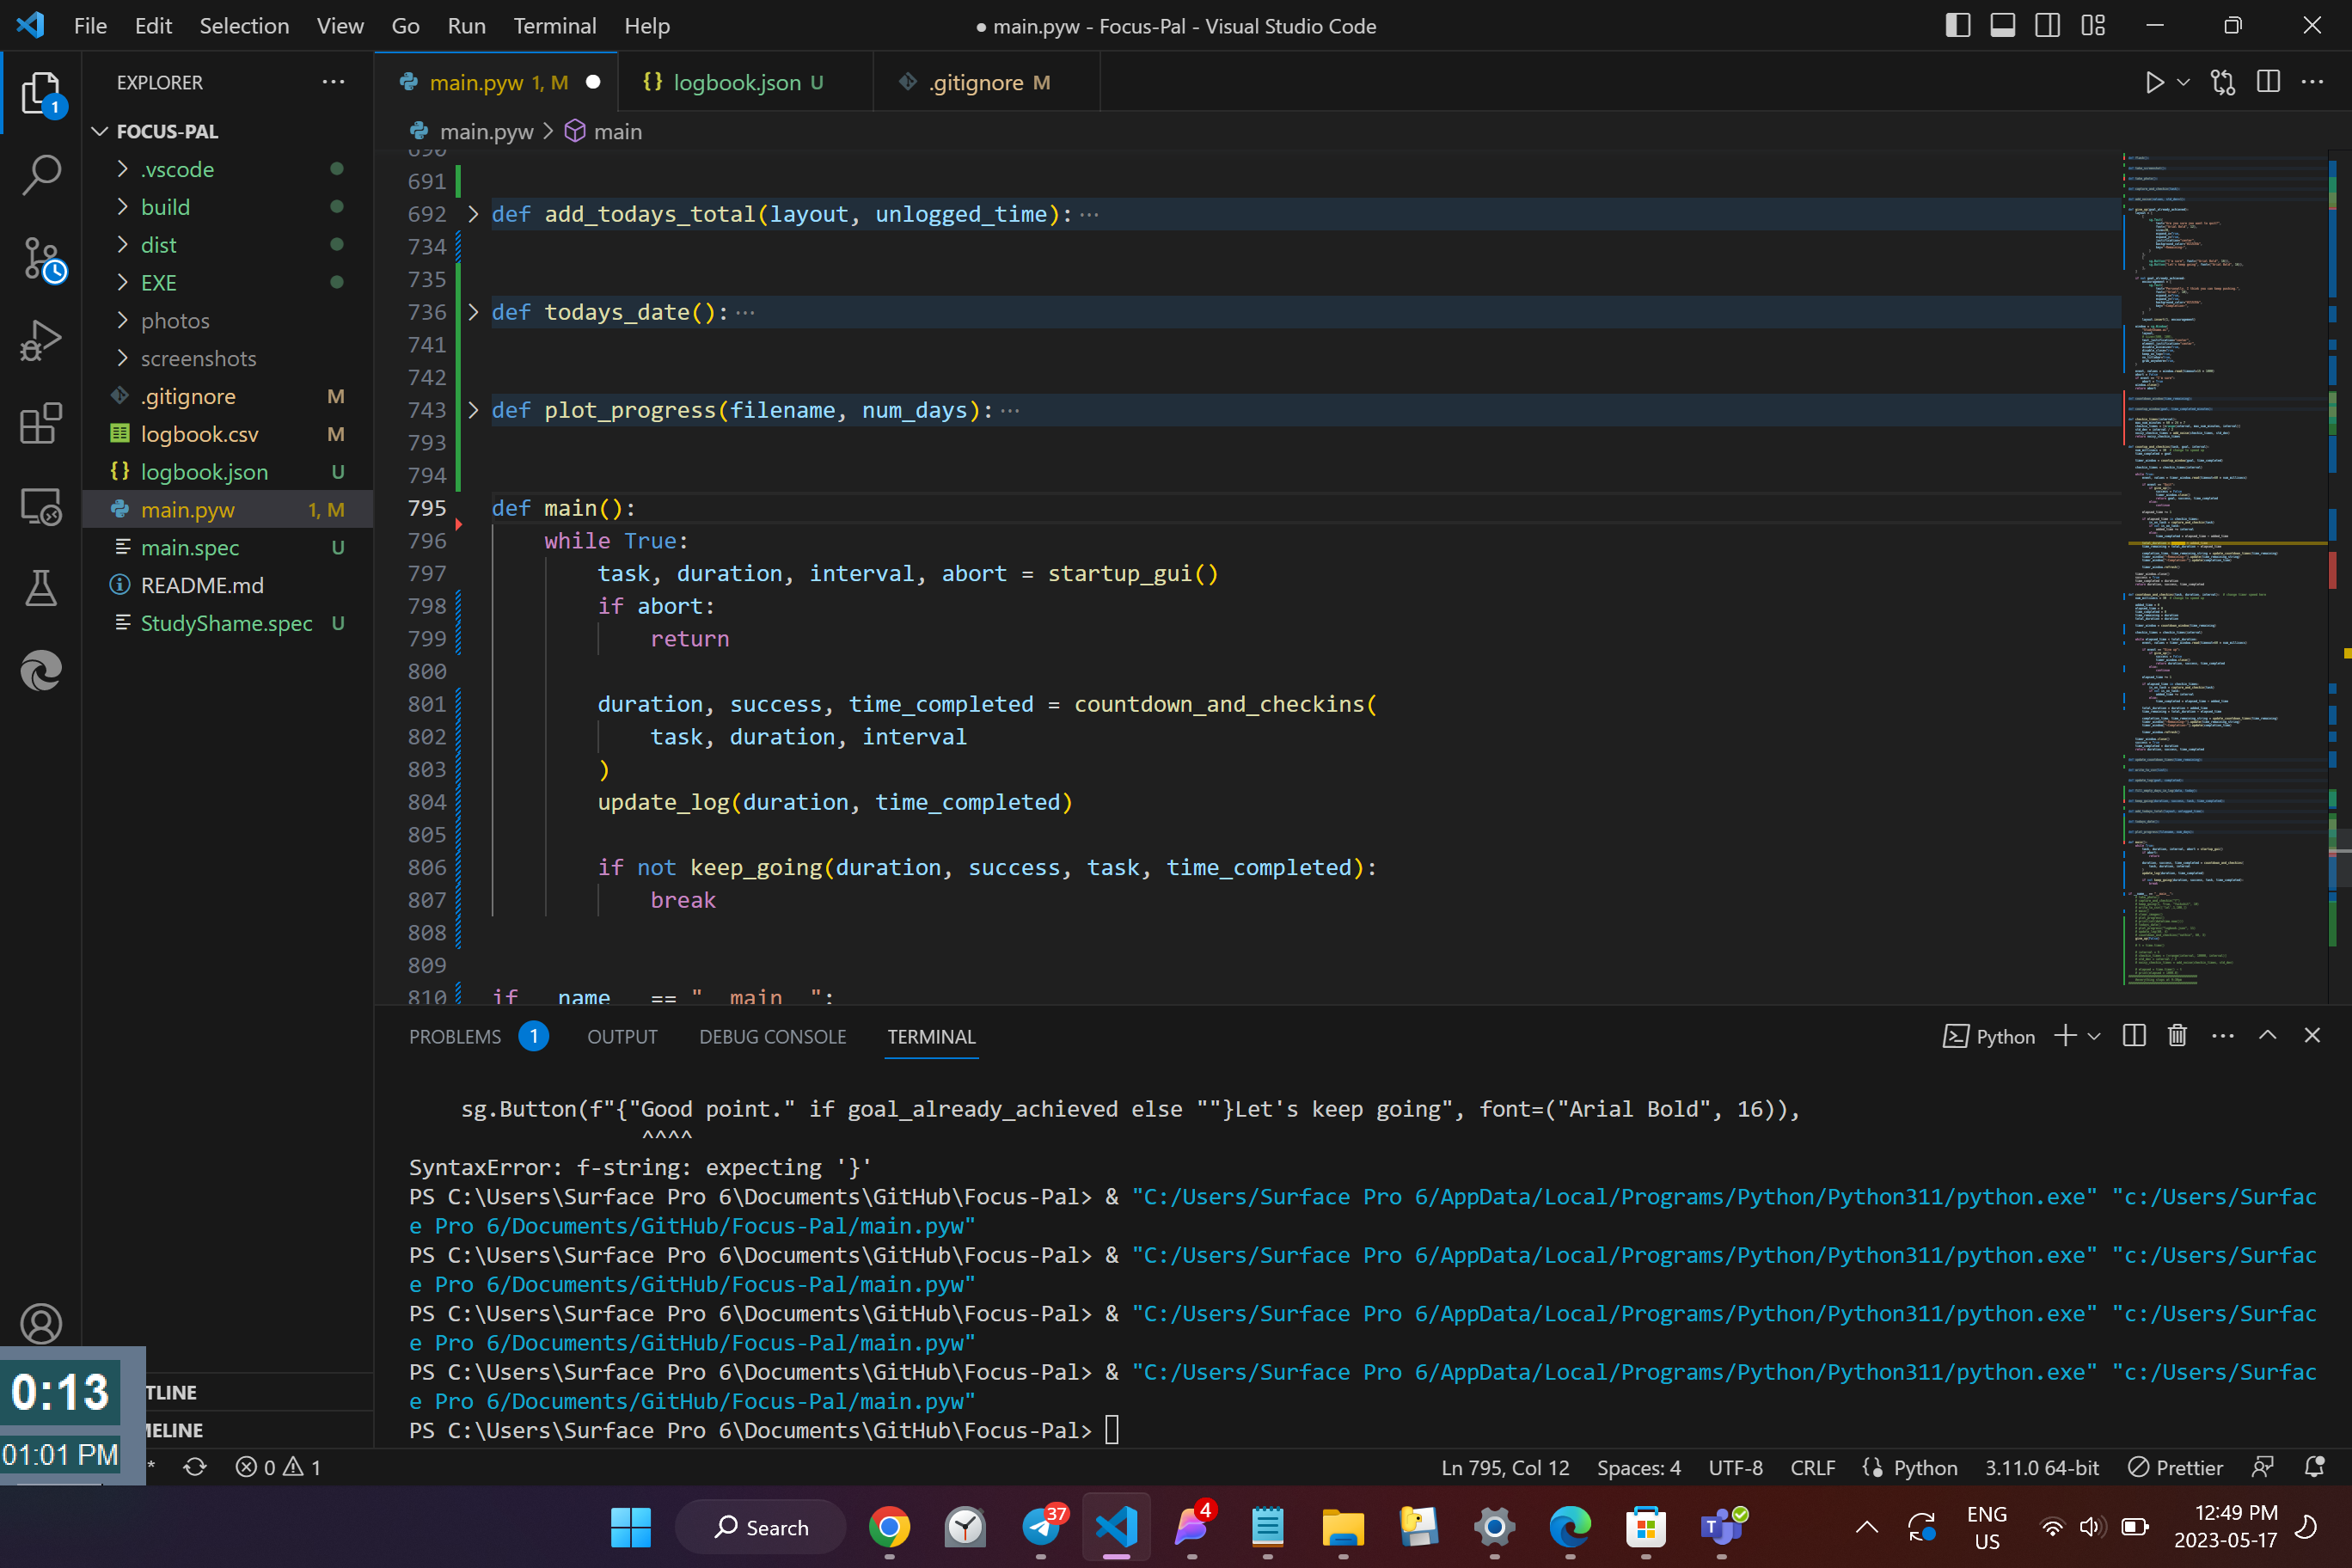 File Edit Selection View Go Run Terminal Help
● main.pyw - Focus-Pal - Visual Studio Code
EXPLORER
main.pyw 1, M
{} logbook.json U
.gitignore M
FOCUS-PAL
main.pyw > main
.vscode
build
dist
EXE
photos
screenshots
.gitignore M
logbook.csv M
{} logbook.json U
main.pyw 1, M
main.spec U
README.md
StudyShame.spec U
1
690
691
692 def add_todays_total(layout, unlogged_time):···
734
735
736 def todays_date():···
741
742
743 def plot_progress(filename, num_days):···
793
794
795 def main():
796 while True:
797 task, duration, interval, abort = startup_gui()
798 if abort:
799 return
800
801 duration, success, time_completed = countdown_and_checkins(
802 task, duration, interval
803 )
804 update_log(duration, time_completed)
805
806 if not keep_going(duration, success, task, time_completed):
807 break
808
809
810 if __name__ == "__main__":
PROBLEMS 1 OUTPUT DEBUG CONSOLE TERMINAL
Python
sg.Button(f"{"Good point." if goal_already_achieved else ""}Let's keep going", font=("Arial Bold", 16)),
^^^^
SyntaxError: f-string: expecting '}'
PS C:\Users\Surface Pro 6\Documents\GitHub\Focus-Pal> & "C:/Users/Surface Pro 6/AppData/Local/Programs/Python/Python311/python.exe" "c:/Users/Surfac
e Pro 6/Documents/GitHub/Focus-Pal/main.pyw"
PS C:\Users\Surface Pro 6\Documents\GitHub\Focus-Pal> & "C:/Users/Surface Pro 6/AppData/Local/Programs/Python/Python311/python.exe" "c:/Users/Surfac
e Pro 6/Documents/GitHub/Focus-Pal/main.pyw"
PS C:\Users\Surface Pro 6\Documents\GitHub\Focus-Pal> & "C:/Users/Surface Pro 6/AppData/Local/Programs/Python/Python311/python.exe" "c:/Users/Surfac
e Pro 6/Documents/GitHub/Focus-Pal/main.pyw"
PS C:\Users\Surface Pro 6\Documents\GitHub\Focus-Pal> & "C:/Users/Surface Pro 6/AppData/Local/Programs/Python/Python311/python.exe" "c:/Users/Surfac
e Pro 6/Documents/GitHub/Focus-Pal/main.pyw"
PS C:\Users\Surface Pro 6\Documents\GitHub\Focus-Pal>
0:13
01:01 PM
TLINE
MELINE
* 0 1
Ln 795, Col 12 Spaces: 4 UTF-8 CRLF {} Python 3.11.0 64-bit Prettier
Search
37
4
T
ENG
US
12:49 PM
2023-05-17